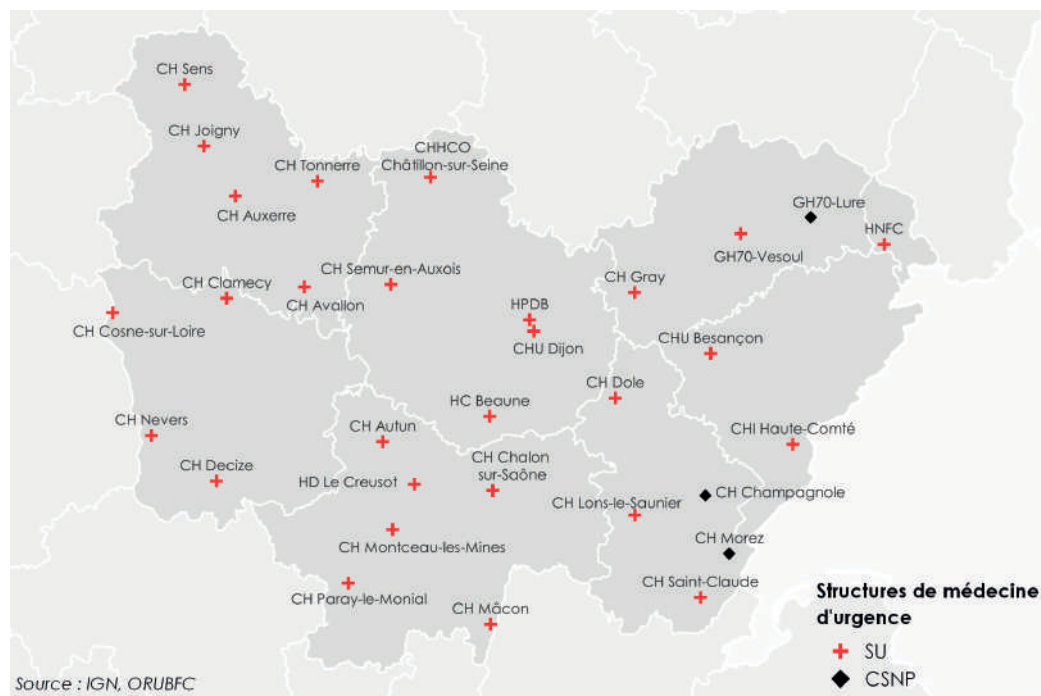 CH Sens
CH Joigny
CHHCO
Châtillon-sur-Seine
CH Tonnerre
GH70-Lure
CH Auxerre
HNFC
GH70-Vesoul
CH Semur-en-Auxois
CH Gray
CH Clamecy
CH Avallon
HPDB
CH Cosne-sur-Loire
CHU Besançon
CHU Dijon
CH Dole
HC Beaune
CH Nevers
CH Autun
CHI Haute-Comté
CH Chalon
sur-Saône
CH Decize
HD Le Creusot
CH Champagnole
CH Lons-le-Saunier
CH Montceau-les-Mines
CH Morez
CH Saint-Claude
CH Paray-le-Monial
CH Mâcon
Structures de médecine
d'urgence
SU
CSNP
Source : IGN, ORUBFC